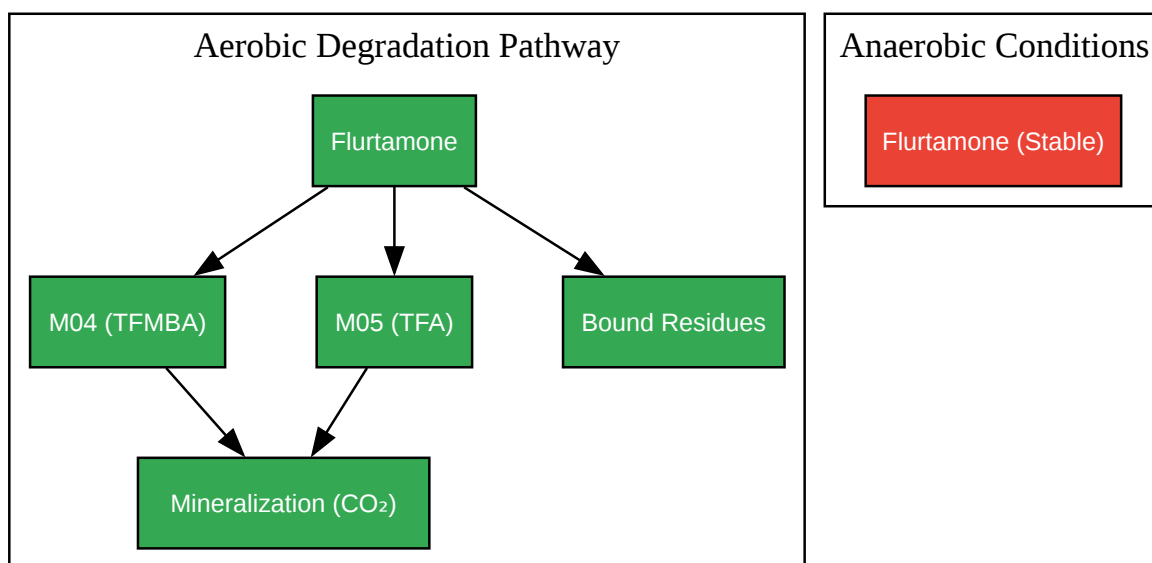 Aerobic Degradation Pathway
Flurtamone
M04 (TFMBA)
M05 (TFA)
Bound Residues
Mineralization (CO₂)
Anaerobic Conditions
Flurtamone (Stable)